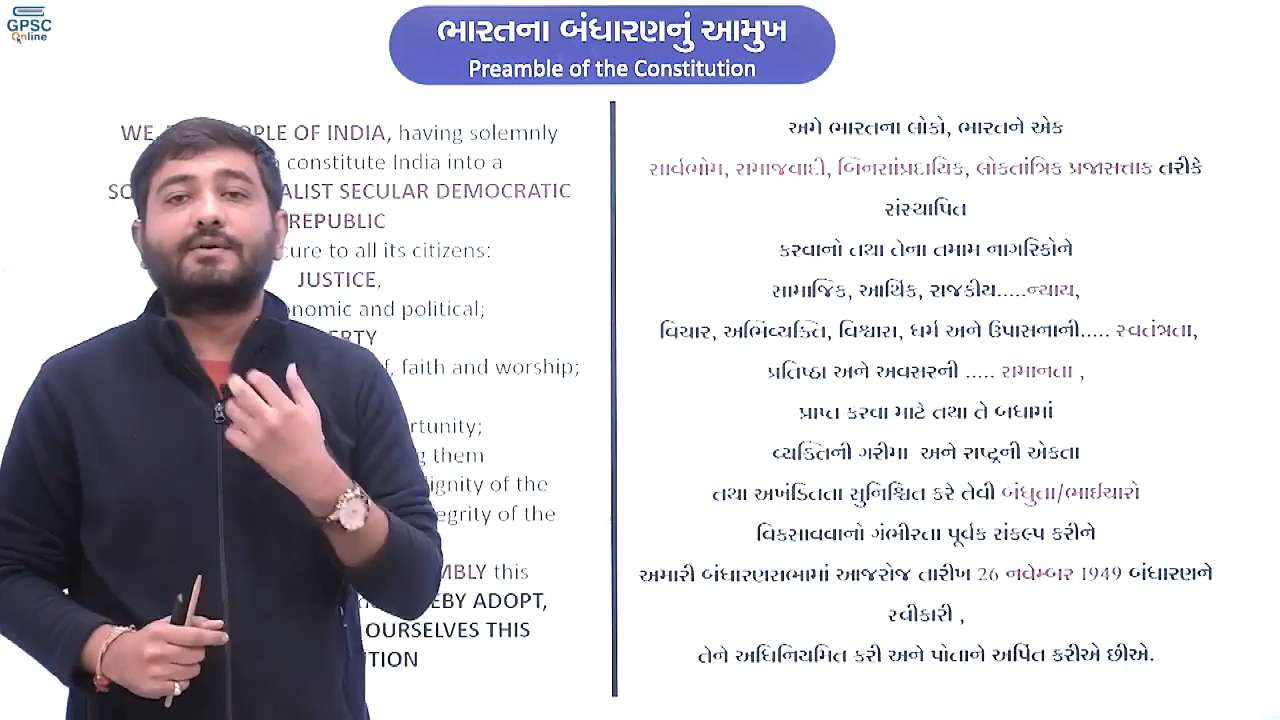 GPSC
Online
ભારતના બંધારણનું આમુખ
Preamble of the Constitution
WE, OPLE OF INDIA, having solemnly
constitute India into a
SO ALIST SECULAR DEMOCRATIC
REPUBLIC
cure to all its citizens:
JUSTICE,
onomic and political;
ERTY
f, faith and worship;
rtunity;
g them
ignity of the
egrity of the
MBLY this
EBY ADOPT,
OURSELVES THIS
ITION
અમે ભારતના લોકો, ભારતને એક
સાર્વભોમ, સમાજવાદી, બિનસાંપ્રદાયિક, લોકતાંત્રિક પ્રજાસત્તાક તરીકે
સંસ્થાપિત
કરવાનો તથા તેના તમામ નાગરિકોને
સામાજિક, આર્થિક, રાજકીય.....ન્યાય,
વિચાર, અભિવ્યક્તિ, વિશ્વાસ, ધર્મ અને ઉપાસનાની..... સ્વતંત્રતા,
પ્રતિષ્ઠા અને અવસરની ..... સમાનતા ,
પ્રાપ્ત કરવા માટે તથા તે બધામાં
વ્યક્તિની ગરીમા અને રાષ્ટ્રની એકતા
તથા અખંડિતતા સુનિશ્ચિત કરે તેવી બંધુતા/ભાઈચારો
વિકસાવવાનો ગંભીરતા પૂર્વક સંકલ્પ કરીને
અમારી બંધારણસભામાં આજરોજ તારીખ 26 નવેમ્બર 1949 બંધારણને
સ્વીકારી ,
તેને અધિનિયમિત કરી અને પોતાને અર્પિત કરીએ છીએ.